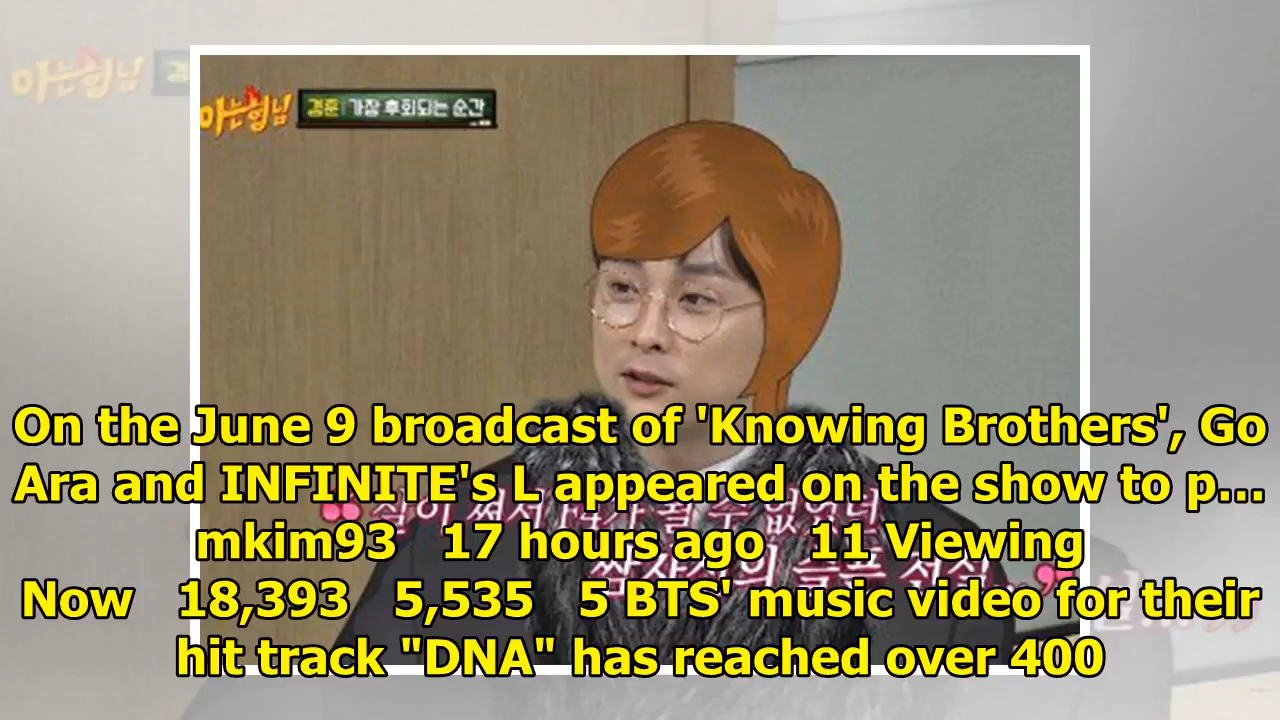 아는형님
경훈 가장 후회되는 순간
On the June 9 broadcast of 'Knowing Brothers', Go
Ara and INFINITE's L appeared on the show to p...
mkim93 17 hours ago 11 Viewing
Now 18,393 5,535 5 BTS' music video for their
hit track "DNA" has reached over 400